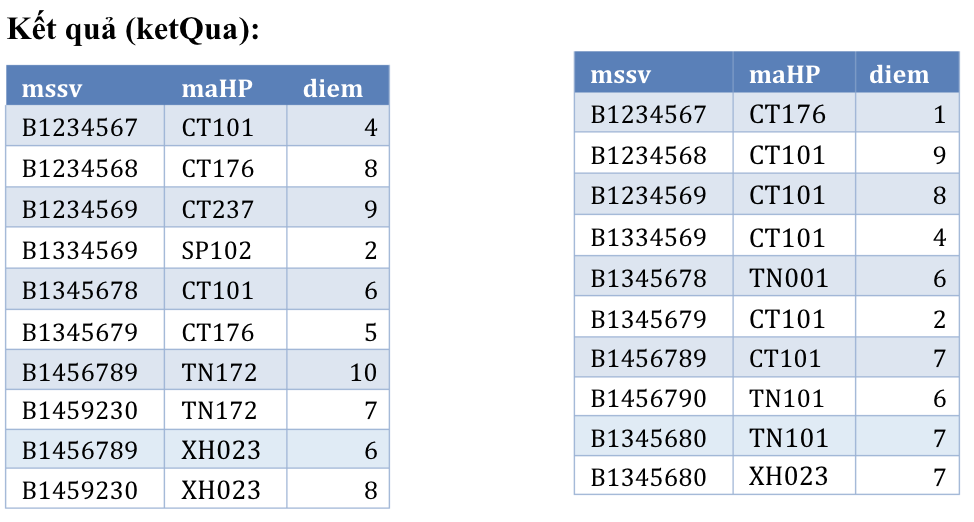 Kết quả (ketQua):
mssv maHP diem
B1234567 CT101 4
B1234568 CT176 8
B1234569 CT237 9
B1334569 SP102 2
B1345678 CT101 6
B1345679 CT176 5
B1456789 TN172 10
B1459230 TN172 7
B1456789 XH023 6
B1459230 XH023 8
mssv maHP diem
B1234567 CT176 1
B1234568 CT101 9
B1234569 CT101 8
B1334569 CT101 4
B1345678 TN001 6
B1345679 CT101 2
B1456789 CT101 7
B1456790 TN101 6
B1345680 TN101 7
B1345680 XH023 7